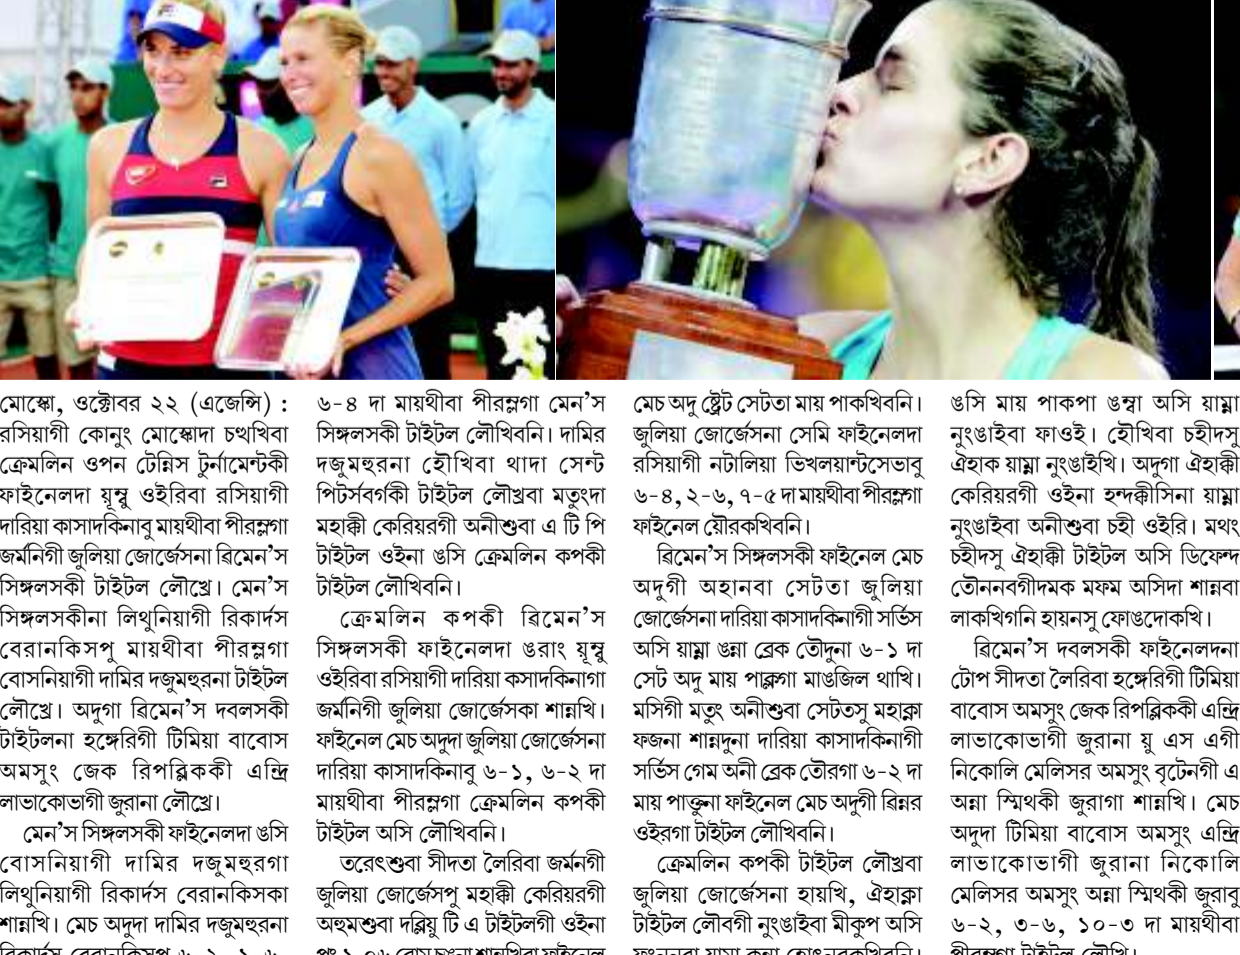 মোস্কো, ওক্টোবর ২২ (এজেন্সি) :
রসিয়াগী কোনুং মোস্কোদা চত্থখিবা
ক্রেমলিন ওপন টেন্নিস টুর্নামেন্টকী
ফাইনেলদা য়ূম্বু ওইরিবা রসিয়াগী
দারিয়া কাসাদকিনাবু মায়থীবা পীরম্লগা
জর্মনিগী জুলিয়া জোর্জেসনা ৱিমেন'স
সিঙ্গলসকী টাইটল লৌখ্রে। মেন'স
সিঙ্গলসকীনা লিথুনিয়াগী রিকার্দস
বেরানকিসপু মায়থীবা পীরম্লগা
বোসনিয়াগী দামির দজুমহুরনা টাইটল
লৌখ্রে। অদুগা ৱিমেন'স দবলসকী
টাইটলনা হঙ্গেরিগী টিমিয়া বাবোস
অমসুং জেক রিপব্লিককী এন্দ্রি
লাভাকোভাগী জুরানা লৌখ্রে।
মেন'স সিঙ্গলসকী ফাইনেলদা ঙসি
বোসনিয়াগী দামির দজুমহুরগা
লিথুনিয়াগী রিকার্দস বেরানকিসকা
শান্নখি। মেচ অদুদা দামির দজুমহুরনা
৬-৪ দা মায়থীবা পীরম্লগা মেন'স
সিঙ্গলসকী টাইটল লৌখিবনি। দামির
দজুমহুরনা হৌখিবা থাদা সেন্ট
পিটর্সবর্গকী টাইটল লৌখ্রবা মতুংদা
মহাক্কী কেরিয়রগী অনীশুবা এ টি পি
টাইটল ওইনা ঙসি ক্রেমলিন কপকী
টাইটল লৌখিবনি।
ক্রেমলিন কপকী ৱিমেন'স
সিঙ্গলসকী ফাইনেলদা ঙরাং য়ূম্বু
ওইরিবা রসিয়াগী দারিয়া কসাদকিনাগা
জর্মনিগী জুলিয়া জোর্জেসকা শান্নখি।
ফাইনেল মেচ অদুদা জুলিয়া জোর্জেসনা
দারিয়া কাসাদকিনাবু ৬-১, ৬-২ দা
মায়থীবা পীরম্লগা ক্রেমলিন কপকী
টাইটল অসি লৌখিবনি।
তরেৎশুবা সীদতা লৈরিবা জর্মনগী
জুলিয়া জোর্জেসপু মহাক্কী কেরিয়রগী
অহুমশুবা দব্লিয়ু টি এ টাইটলগী ওইনা
মেচ অদু স্ট্রেট সেটতা মায় পাকখিবনি।
জুলিয়া জোর্জেসনা সেমি ফাইনেলদা
রসিয়াগী নটালিয়া ভিখলয়ান্টসেভাবু
৬-৪, ২-৬, ৭-৫ দা মায়থীবা পীরম্লগা
ফাইনেল য়ৌরকখিবনি।
ৱিমেন'স সিঙ্গলসকী ফাইনেল মেচ
অদুগী অহানবা সেটতা জুলিয়া
জোর্জেসনা দারিয়া কাসাদকিনাগী সর্ভিস
অসি য়াম্না ঙন্না ব্রেক তৌদুনা ৬-১ দা
সেট অদু মায় পাক্লগা মাঙজিল থাখি।
মসিগী মতুং অনীশুবা সেটতসু মহাক্না
ফজনা শান্নদুনা দারিয়া কাসাদকিনাগী
সর্ভিস গেম অনী ব্রেক তৌরগা ৬-২ দা
মায় পাক্তুনা ফাইনেল মেচ অদুগী ৱিন্নর
ওইরগা টাইটল লৌখিবনি।
ক্রেমলিন কপকী টাইটল লৌখ্রবা
জুলিয়া জোর্জেসনা হায়খি, ঐহাক্না
টাইটল লৌবগী নুংঙাইবা মীকুপ অসি
ঙসি মায় পাকপা ঙম্বা অসি য়াম্না
নুংঙাইবা ফাওই। হৌখিবা চহীদসু
ঐহাক য়াম্না নুংঙাইখি। অদুগা ঐহাক্কী
কেরিয়রগী ওইনা হন্দক্কীসিনা য়াম্না
নুংঙাইবা অনীশুবা চহী ওইরি। মথং
চহীদসু ঐহাক্কী টাইটল অসি ডিফেন্দ
তৌননবগীদমক মফম অসিদা শান্নবা
লাকখিগনি হায়নসু ফোঙদোকখি।
ৱিমেন'স দবলসকী ফাইনেলদনা
টোপ সীদতা লৈরিবা হঙ্গেরিগী টিমিয়া
বাবোস অমসুং জেক রিপব্লিককী এন্দ্রি
লাভাকোভাগী জুরানা য়ু এস এগী
নিকোলি মেলিসর অমসুং বৃটেনগী এ
অন্না স্মিথকী জুরাগা শান্নখি। মেচ
অদুদা টিমিয়া বাবোস অমসুং এন্দ্রি
লাভাকোভাগী জুরানা নিকোলি
মেলিসর অমসুং অন্না স্মিথকী জুরাবু
৬-২, ৩-৬, ১০-৩ দা মায়থীবা